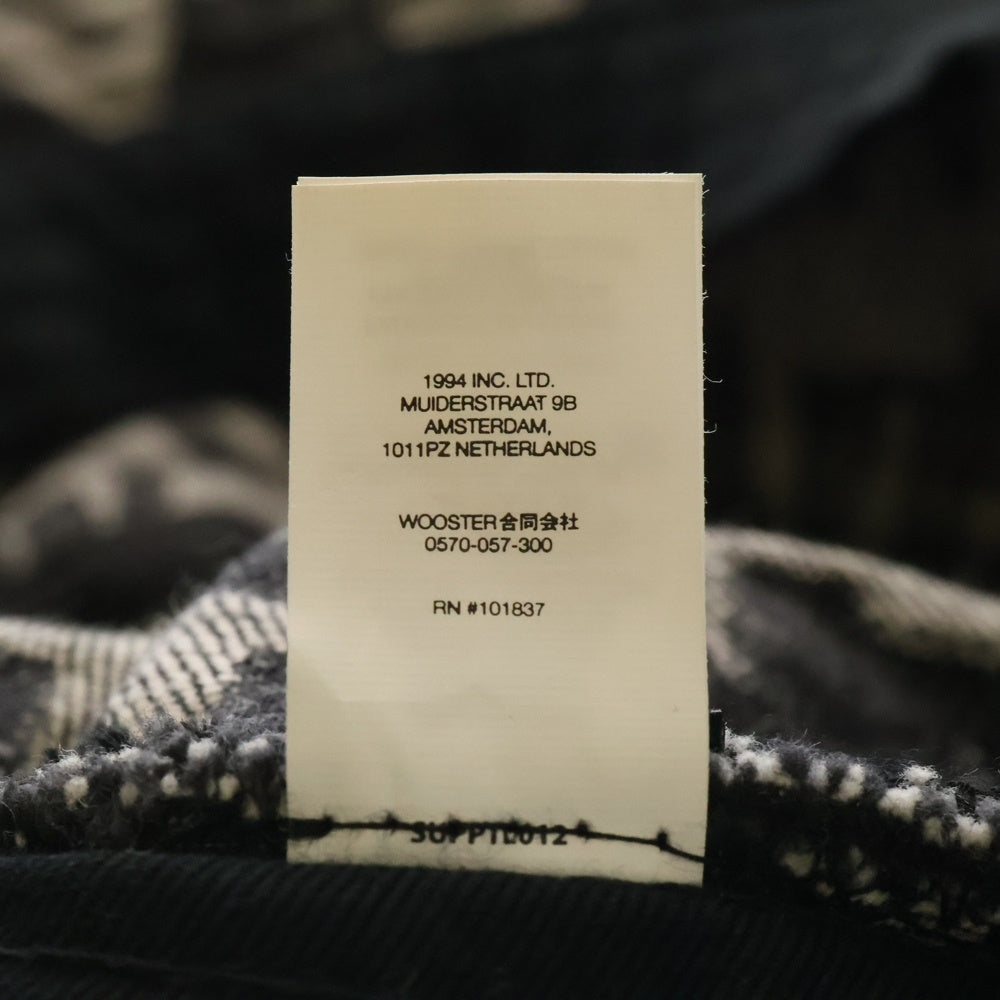 1994 INC. LTD.
MUIDERSTRAAT 9B
AMSTERDAM,
1011PZ NETHERLANDS
WOOSTER合同会社
0570-057-300
RN #101837